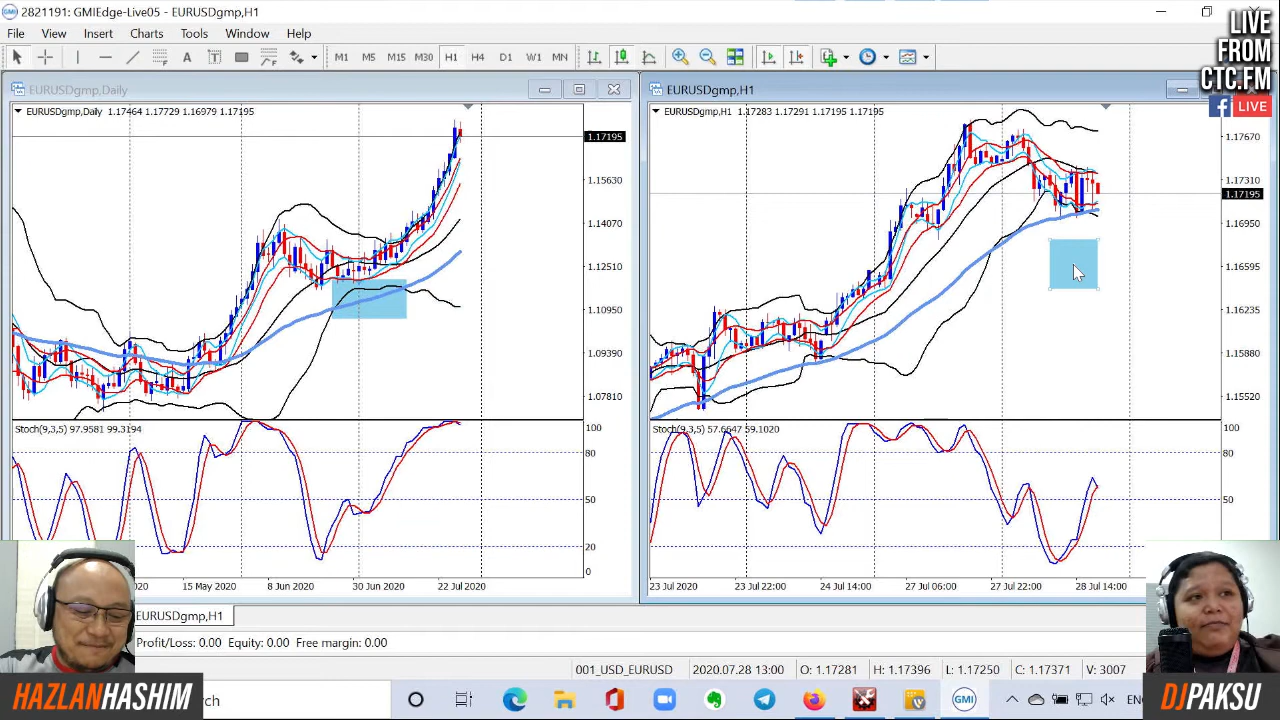 2821191: GMIEdge-Live05 - EURUSDgmp,H1
LIVE
FROM
CTC.FM
LIVE
File View Insert Charts Tools Window Help
M1 M5 M15 M30 H1 H4 D1 W1 MN
EURUSDgmp,Daily
EURUSDgmp,Daily 1.17464 1.17729 1.16979 1.17195
1.17195
1.15630
1.14070
1.12510
1.10950
1.09390
1.07810
Stoch(9,3,5) 97.9581 99.3194
100
80
50
20
0
2020 15 May 2020 8 Jun 2020 30 Jun 2020 22 Jul 2020
EURUSDgmp,H1
EURUSDgmp,H1 1.17283 1.17291 1.17195 1.17195
1.17670
1.17310
1.17195
1.16950
1.16595
1.16235
1.15880
1.15520
Stoch(9,3,5) 57.6647 59.1020
100
80
50
23 Jul 2020 23 Jul 22:00 24 Jul 14:00 27 Jul 06:00 27 Jul 22:00 28 Jul 14:00
EURUSDgmp,H1
Profit/Loss: 0.00 Equity: 0.00 Free margin: 0.00
001_USD_EURUSD 2020.07.28 13:00 O: 1.17281 H: 1.17396 L: 1.17250 C: 1.17371 V: 3007
HAZLANHASHIM
rch
GMI
DJPAKSU